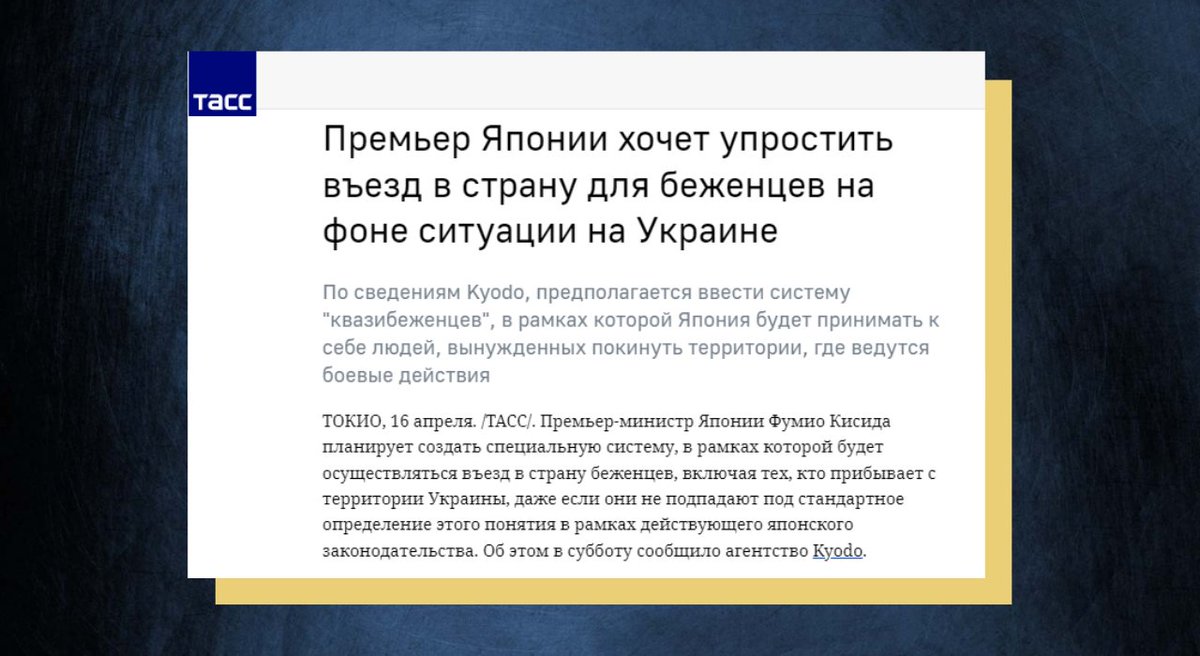 тасс
Премьер Японии хочет упростить
въезд в страну для беженцев на
фоне ситуации на Украине
По сведениям Kyodo, предполагается ввести систему
"квазибеженцев", в рамках которой Япония будет принимать к
себе людей, вынужденных покинуть территории, где ведутся
боевые действия
ТОКИО, 16 апреля. /ТАСС/. Премьер-министр Японии Фумио Кисида
планирует создать специальную систему, в рамках которой будет
осуществляться въезд в страну беженцев, включая тех, кто прибывает с
территории Украины, даже если они не подпадают под стандартное
определение этого понятия в рамках действующего японского
законодательства. Об этом в субботу сообщило агентство Kyodo.